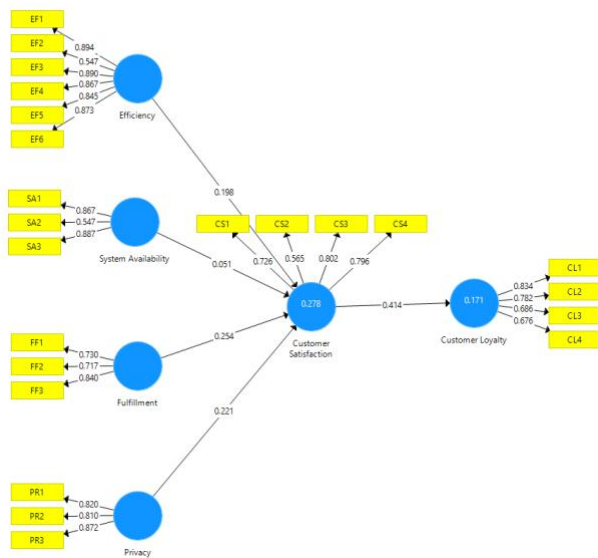 EF1
EF2
EF3
EF4
EF5
EF6
0.894
0.547
0.890
0.867
0.845
0.873
Efficiency
0.198
SA1
SA2
SA3
0.867
0.547
0.887
System Availability
0.051
CS1
CS2
CS3
CS4
0.726
0.565
0.802
0.796
0.278
Customer
Satisfaction
0.414
0.171
Customer Loyalty
CL1
CL2
CL3
CL4
0.834
0.782
0.686
0.676
FF1
FF2
FF3
0.730
0.717
0.840
Fulfillment
0.254
0.221
PR1
PR2
PR3
0.820
0.810
0.872
Privacy